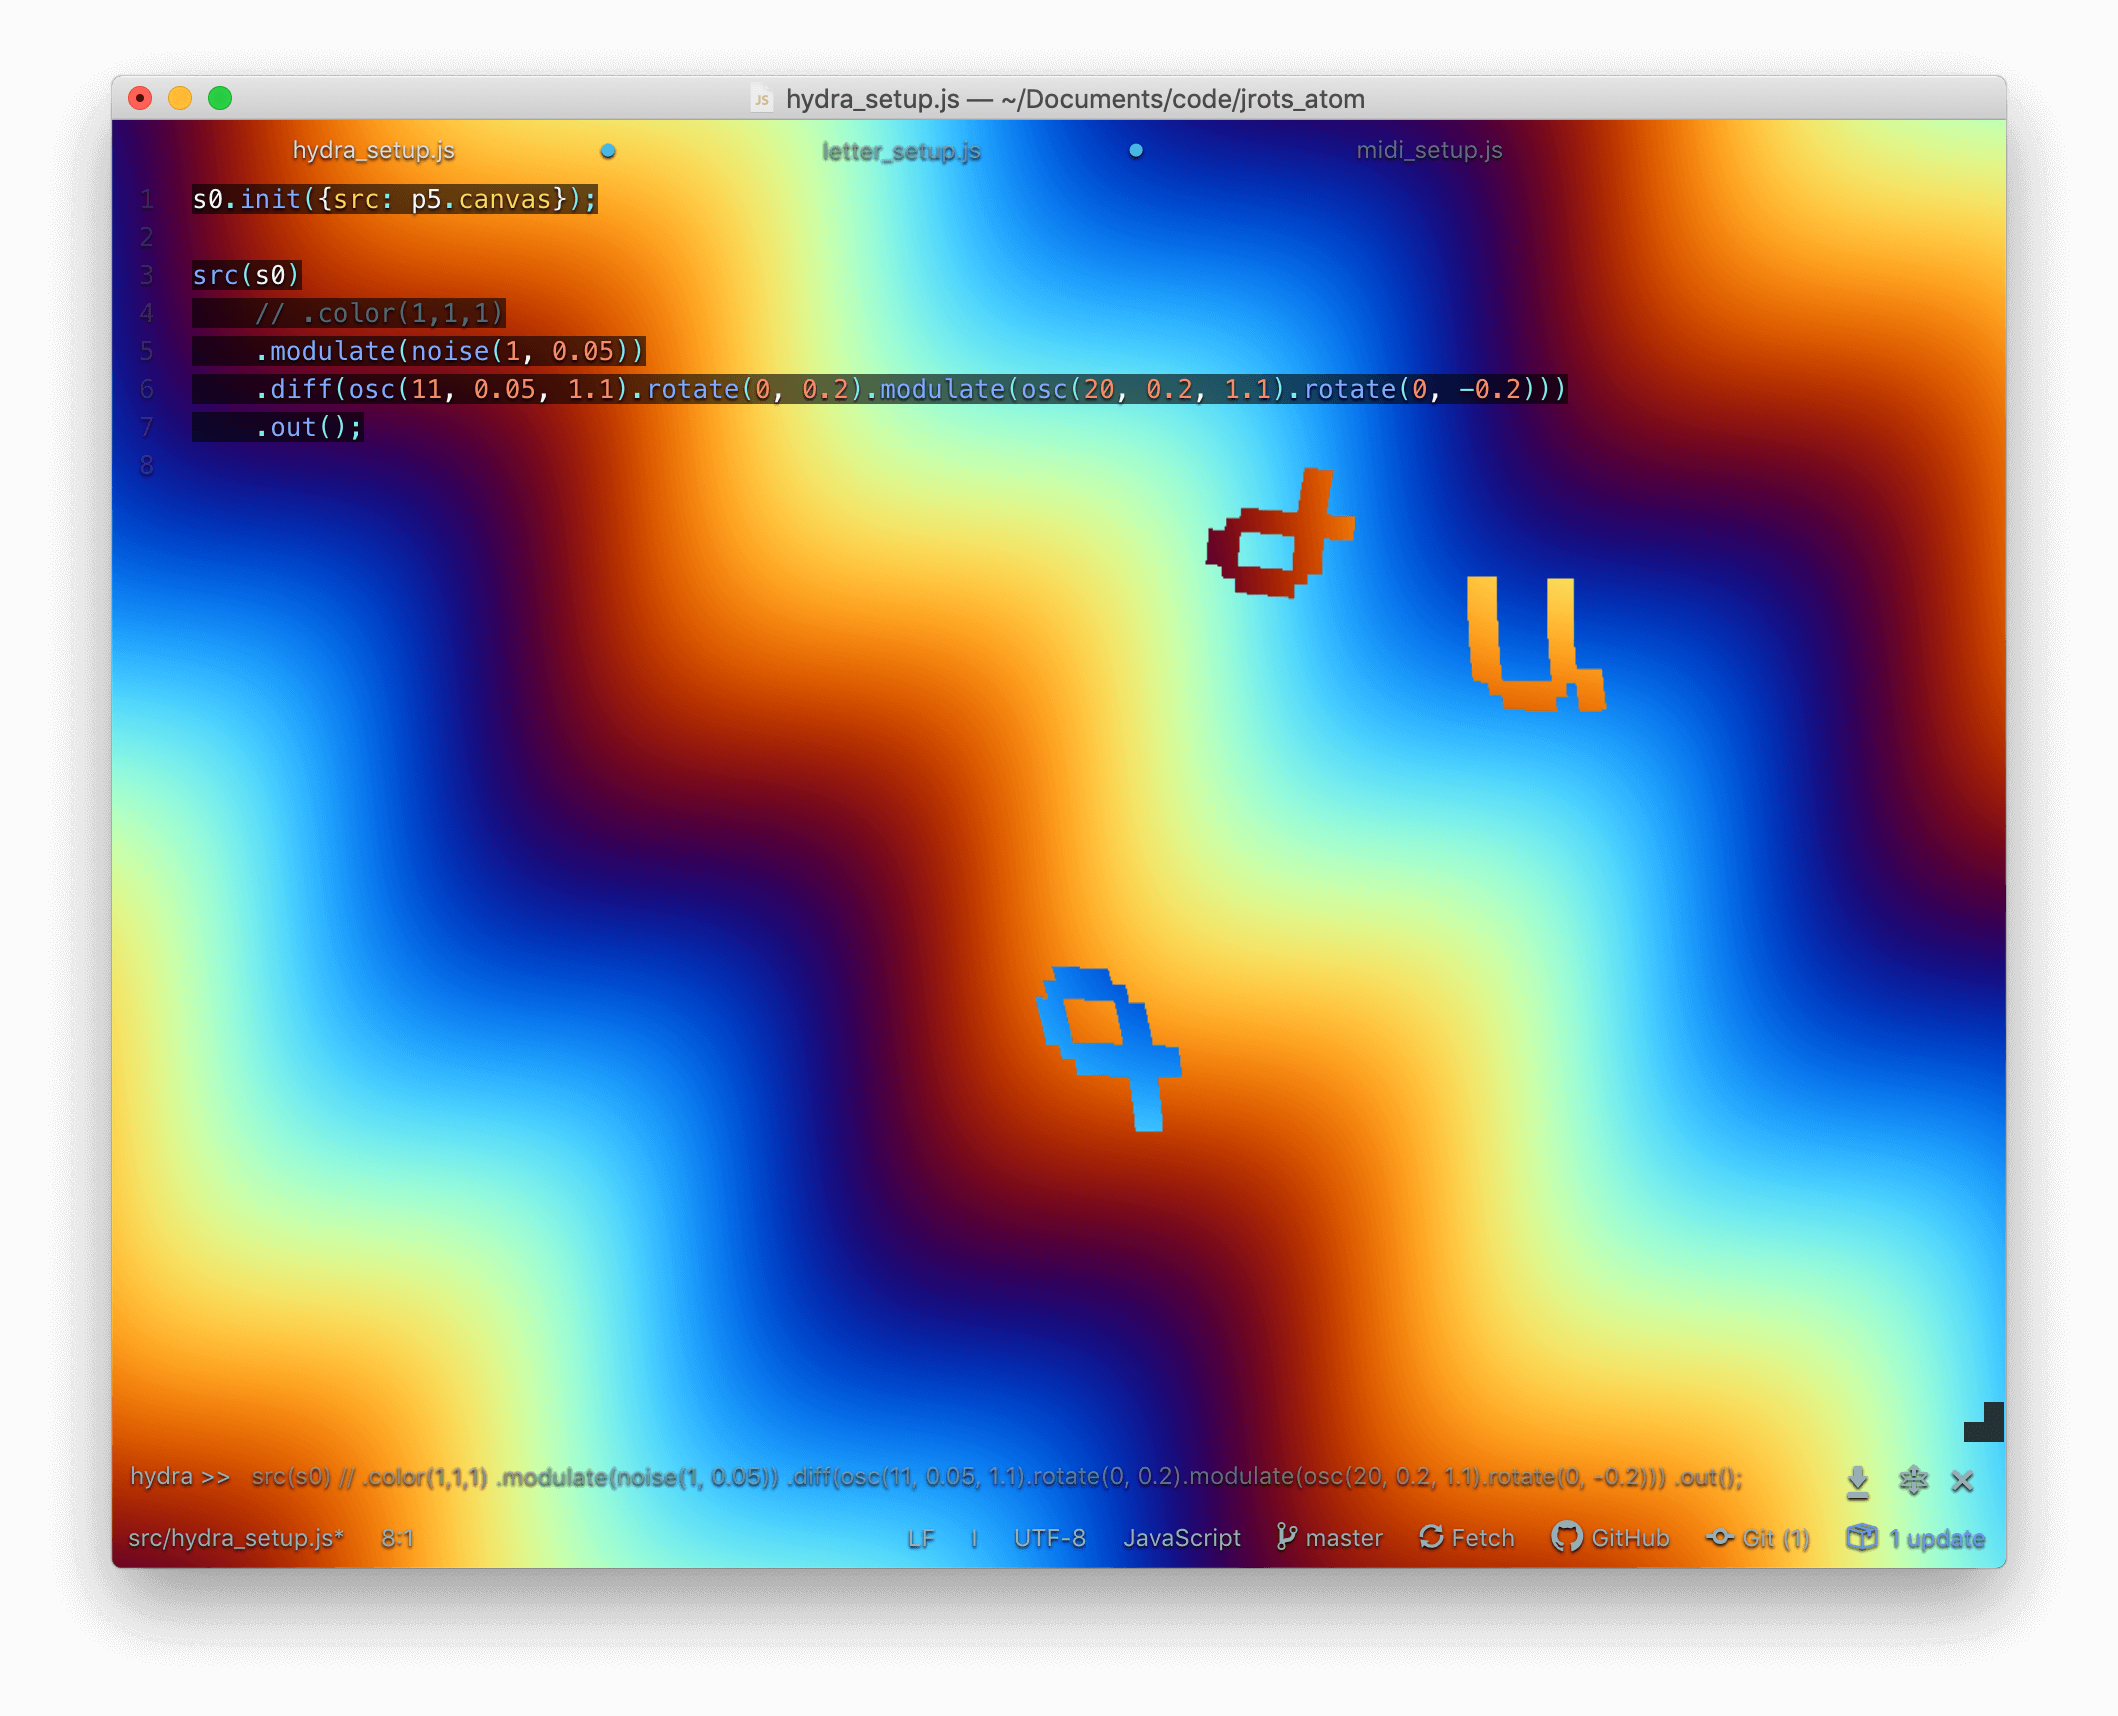 JS hydra_setup.js — ~/Documents/code/jrots_atom
hydra_setup.js letter_setup.js midi_setup.js
1 s0.init({src: p5.canvas});
2
3 src(s0)
4 // .color(1,1,1)
5 .modulate(noise(1, 0.05))
6 .diff(osc(11, 0.05, 1.1).rotate(0, 0.2).modulate(osc(20, 0.2, 1.1).rotate(0, -0.2)))
7 .out();
8
hydra >> src(s0) // .color(1,1,1) .modulate(noise(1, 0.05)) .diff(osc(11, 0.05, 1.1).rotate(0, 0.2).modulate(osc(20, 0.2, 1.1).rotate(0, -0.2))) .out();
src/hydra_setup.js* 8:1 LF UTF-8 JavaScript master Fetch GitHub Git (1) 1 update